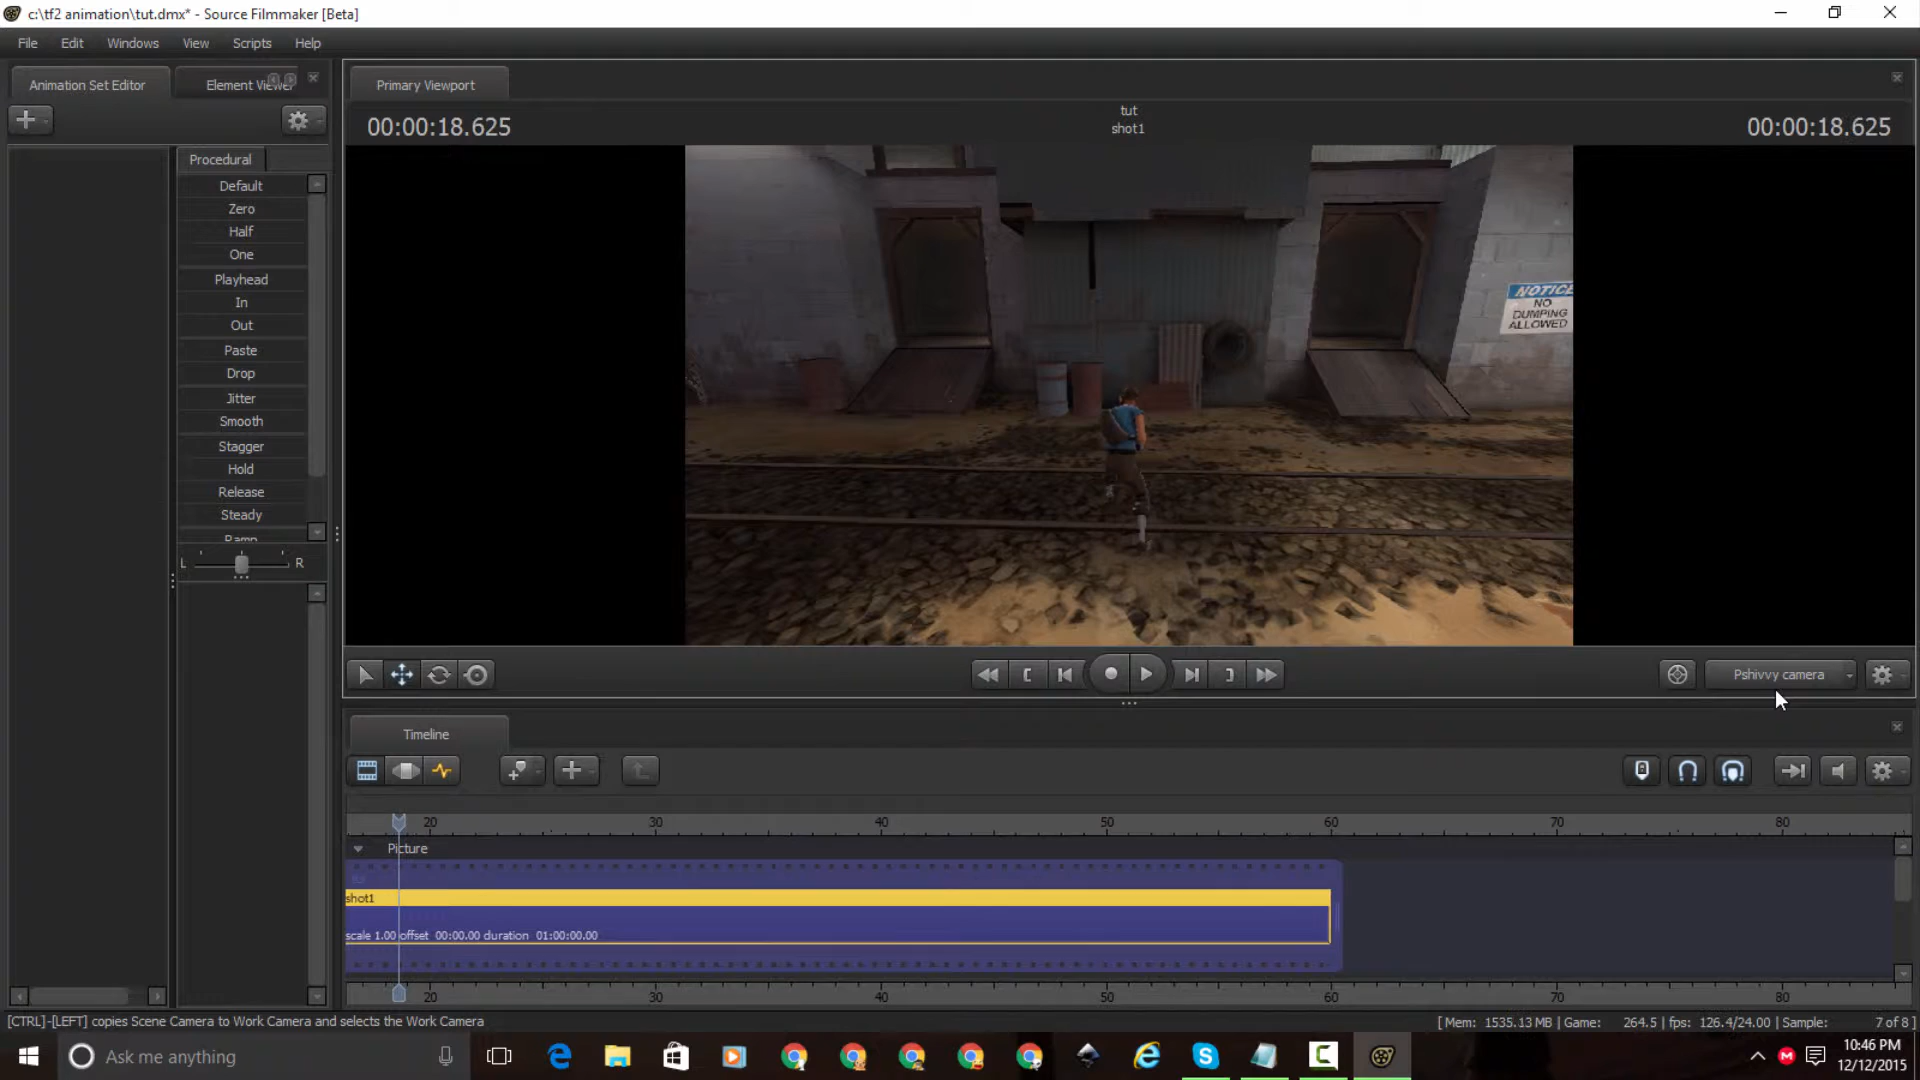 c:\tf2 animation\tut.dmx* - Source Filmmaker [Beta]
File Edit Windows View Scripts Help
Animation Set Editor
Element Viewer
Primary Viewport
tut
shot1
00:00:18.625
00:00:18.625
Procedural
Default
Zero
Half
One
Playhead
In
Out
Paste
Drop
Jitter
Smooth
Stagger
Hold
Release
Steady
Ramp
L R
NOTICE
NO
DUMPING
ALLOWED
Pshivvy camera
Timeline
20 30 40 50 60 70 80
Picture
shot1
scale 1.00 offset 00:00.00 duration 01:00:00.00
20 30 40 50 60 70 80
[CTRL]-[LEFT] copies Scene Camera to Work Camera and selects the Work Camera
[ Mem: 1535.13 MB | Game: 264.5 | fps: 126.4/24.00 | Sample: 7 of 8 ]
Ask me anything
10:46 PM
12/12/2015